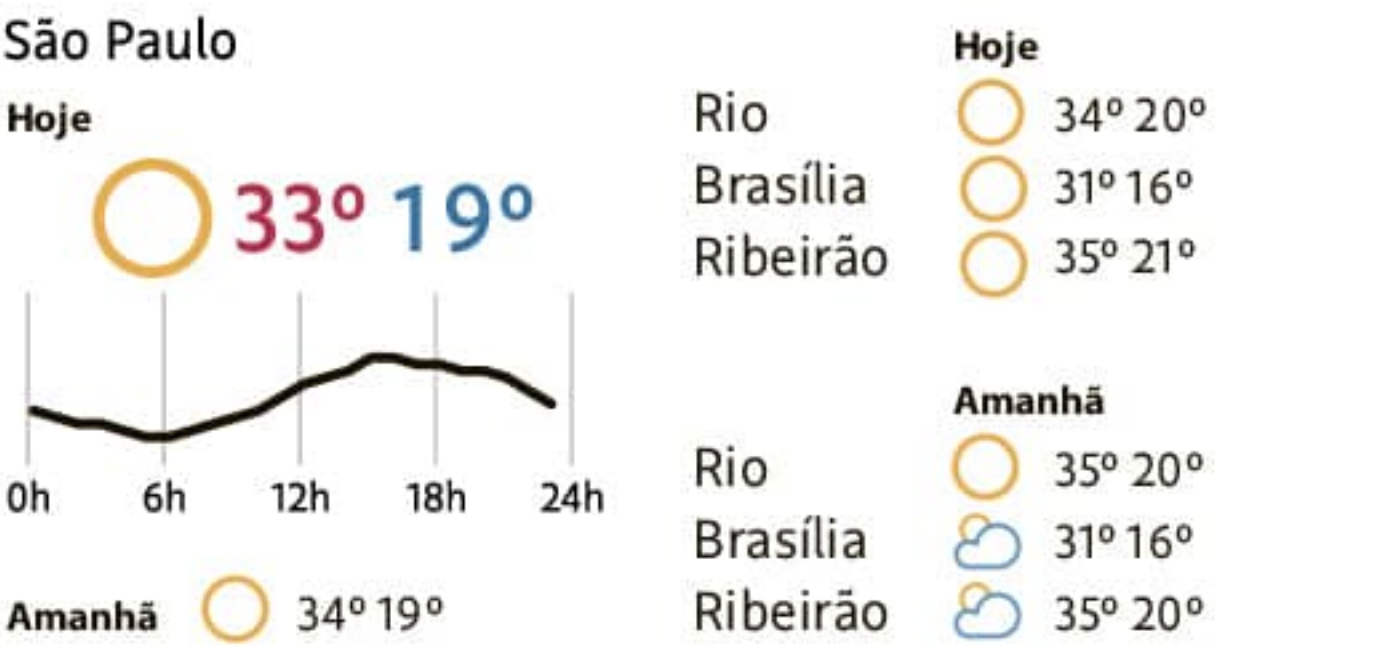 São Paulo
Hoje
33º 19º
0h 6h 12h 18h 24h
Amanhã 34º 19º
Hoje
Rio 34º 20º
Brasília 31º 16º
Ribeirão 35º 21º
Amanhã
Rio 35º 20º
Brasília 31º 16º
Ribeirão 35º 20º